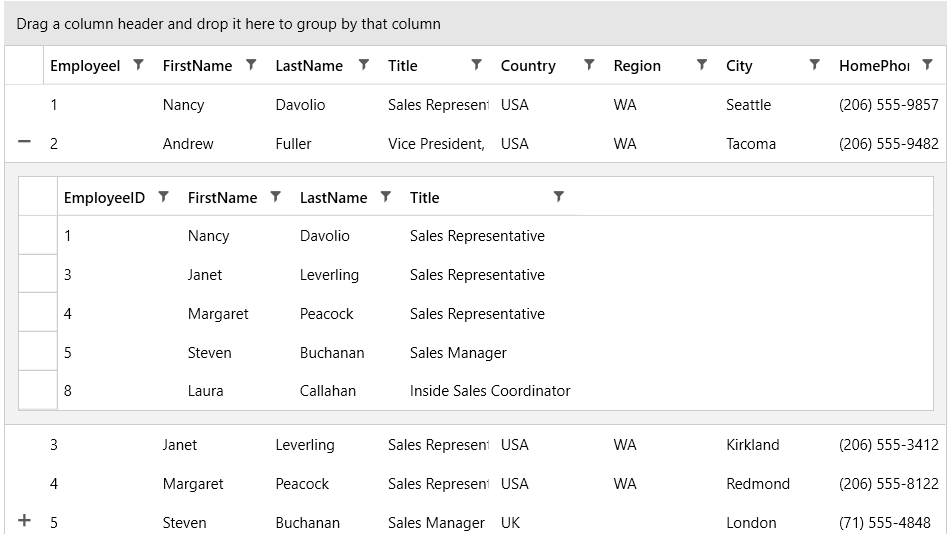 Drag a column header and drop it here to group by that column
EmployeeI FirstName LastName Title Country Region City HomePhon
1 Nancy Davolio Sales Represent USA WA Seattle (206) 555-9857
2 Andrew Fuller Vice President, USA WA Tacoma (206) 555-9482
EmployeeID FirstName LastName Title
1 Nancy Davolio Sales Representative
3 Janet Leverling Sales Representative
4 Margaret Peacock Sales Representative
5 Steven Buchanan Sales Manager
8 Laura Callahan Inside Sales Coordinator
3 Janet Leverling Sales Represent USA WA Kirkland (206) 555-3412
4 Margaret Peacock Sales Represent USA WA Redmond (206) 555-8122
5 Steven Buchanan Sales Manager UK London (71) 555-4848